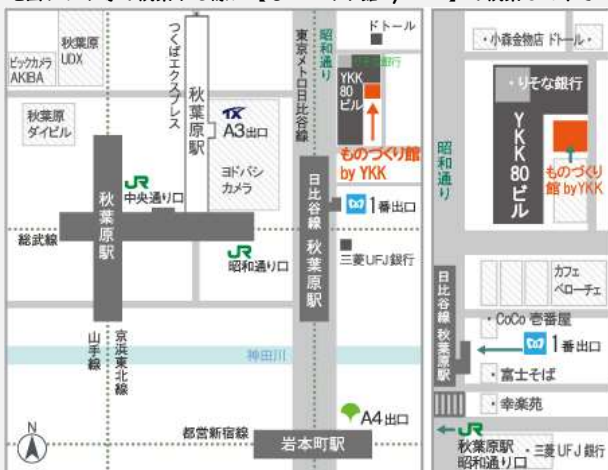 ビックカメラ
AKIBA
秋葉原
UDX
つくばエクスプレス
秋葉原駅
TX
A3出口
秋葉原
ダイビル
ヨドバシ
カメラ
東京メトロ日比谷線
昭和通り
ドトール
りそな銀行
YKK
80
ビル
ものづくり館
by YKK
JR
中央通り口
秋葉原駅
総武線
JR
昭和通り口
日比谷線 秋葉原駅
1番出口
三菱UFJ銀行
山手線
京浜東北線
神田川
A4出口
都営新宿線
岩本町駅
N
・小森金物店 ドトール・
・りそな銀行
YKK80ビル
ものづくり
館 by YKK
昭和通り
カフェ
ベローチェ
日比谷線 秋葉原駅
・CoCo 壱番屋
1番出口
・富士そば
・幸楽苑
JR
秋葉原駅
昭和通り口
・三菱UFJ銀行